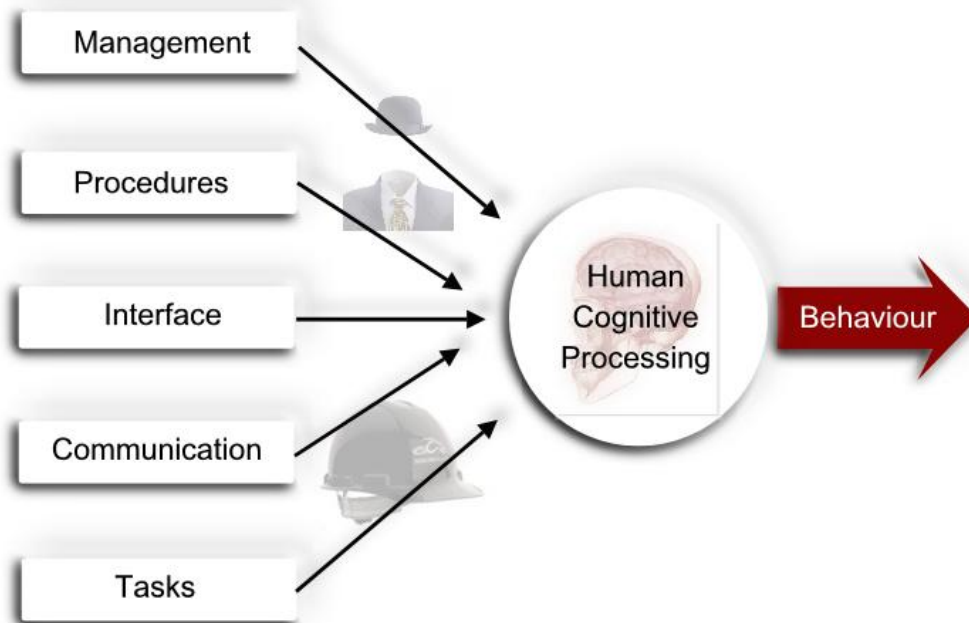 Management
Procedures
Interface
Communication
Tasks
Human
Cognitive
Processing
Behaviour